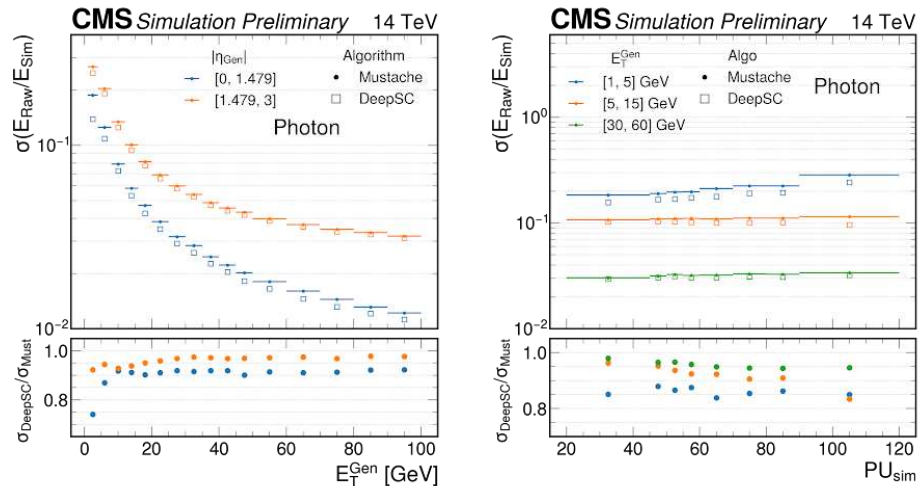 CMS Simulation Preliminary 14 TeV
σ(E_Raw/E_Sim)
|η_Gen| Algorithm
[0, 1.479] Mustache
[1.479, 3] DeepSC
Photon
10⁻¹
10⁻²
σ_DeepSC/σ_Must
1.0
0.8
0 20 40 60 80 100
E_T^Gen [GeV]
CMS Simulation Preliminary 14 TeV
σ(E_Raw/E_Sim)
E_T^Gen Algo
[1, 5] GeV Mustache
[5, 15] GeV DeepSC
[30, 60] GeV
Photon
10⁰
10⁻¹
10⁻²
σ_DeepSC/σ_Must
1.0
0.8
20 40 60 80 100 120
PU_sim